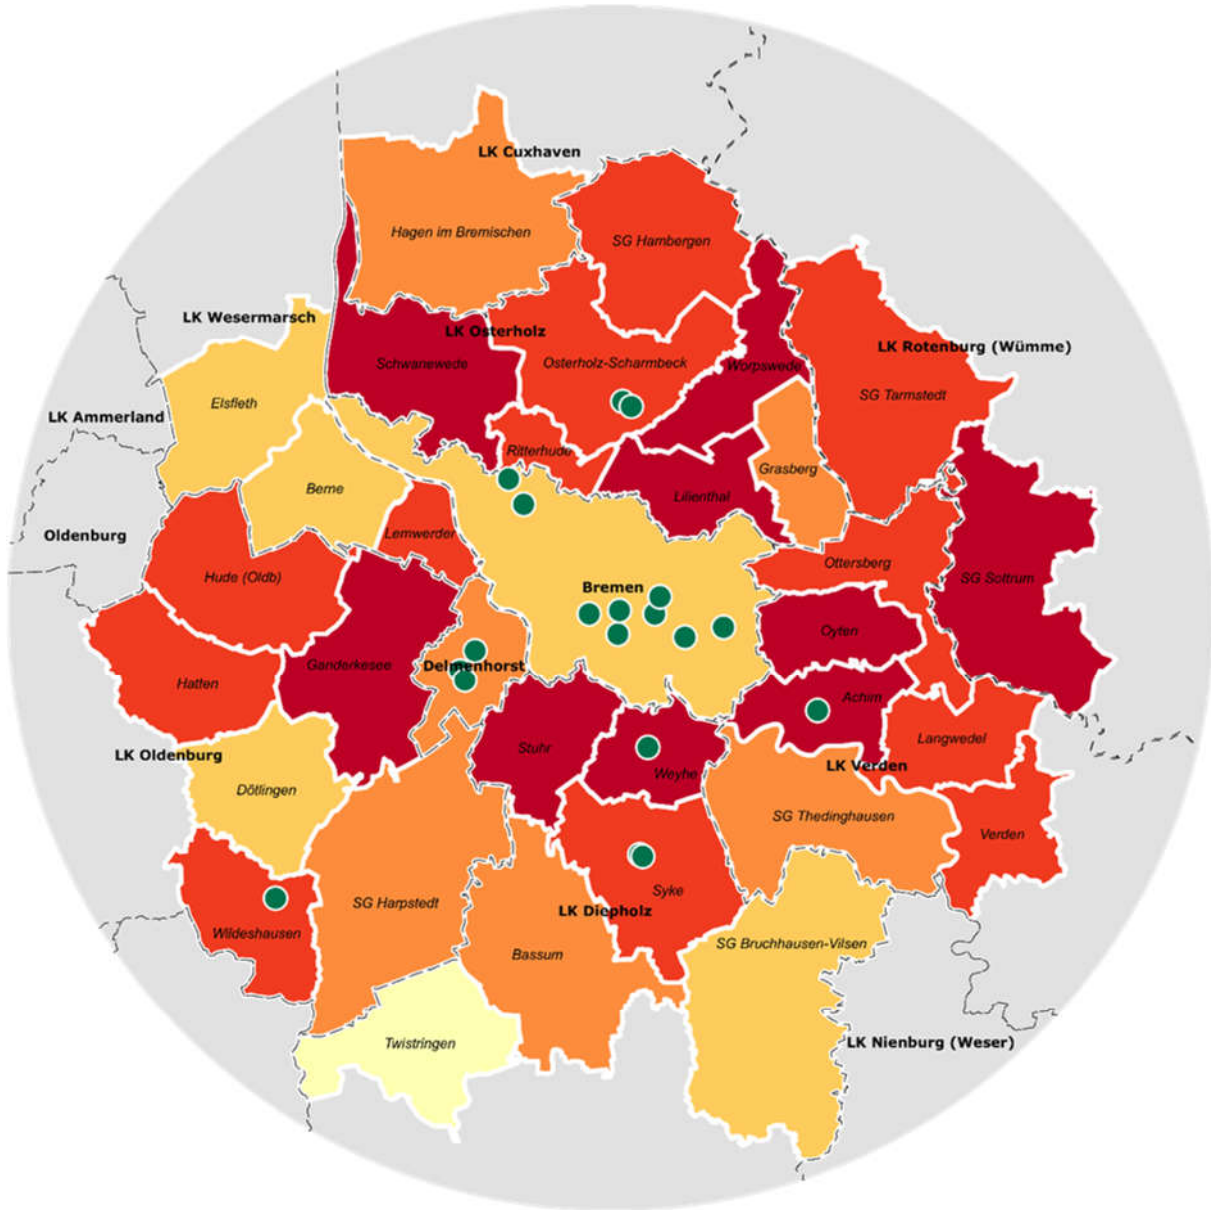 LK Cuxhaven
Hagen im Bremischen
SG Hambergen
LK Wesermarsch
LK Osterholz
LK Rotenburg (Wümme)
Schwanewede
Osterholz-Scharmbeck
Worpswede
SG Tarmstedt
Elsfleth
LK Ammerland
Ritterhude
Grasberg
Berne
Lilienthal
Oldenburg
Lemwerder
Ottersberg
Hude (Oldb)
Bremen
SG Sottrum
Oyten
Ganderkesee
Delmenhorst
Hatten
Achim
Langwedel
LK Oldenburg
Stuhr
Weyhe
LK Verden
Dötlingen
SG Thedinghausen
Verden
Syke
SG Harpstedt
LK Diepholz
Wildeshausen
Bassum
SG Bruchhausen-Vilsen
Twistringen
LK Nienburg (Weser)